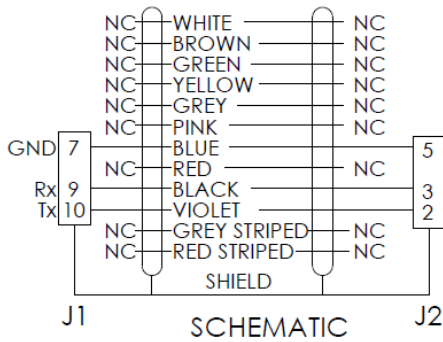 NC WHITE NC
NC BROWN NC
NC GREEN NC
NC YELLOW NC
NC GREY NC
NC PINK NC
GND 7 BLUE 5
NC RED NC
Rx 9 BLACK 3
Tx 10 VIOLET 2
NC GREY STRIPED NC
NC RED STRIPED NC
SHIELD
J1 SCHEMATIC J2